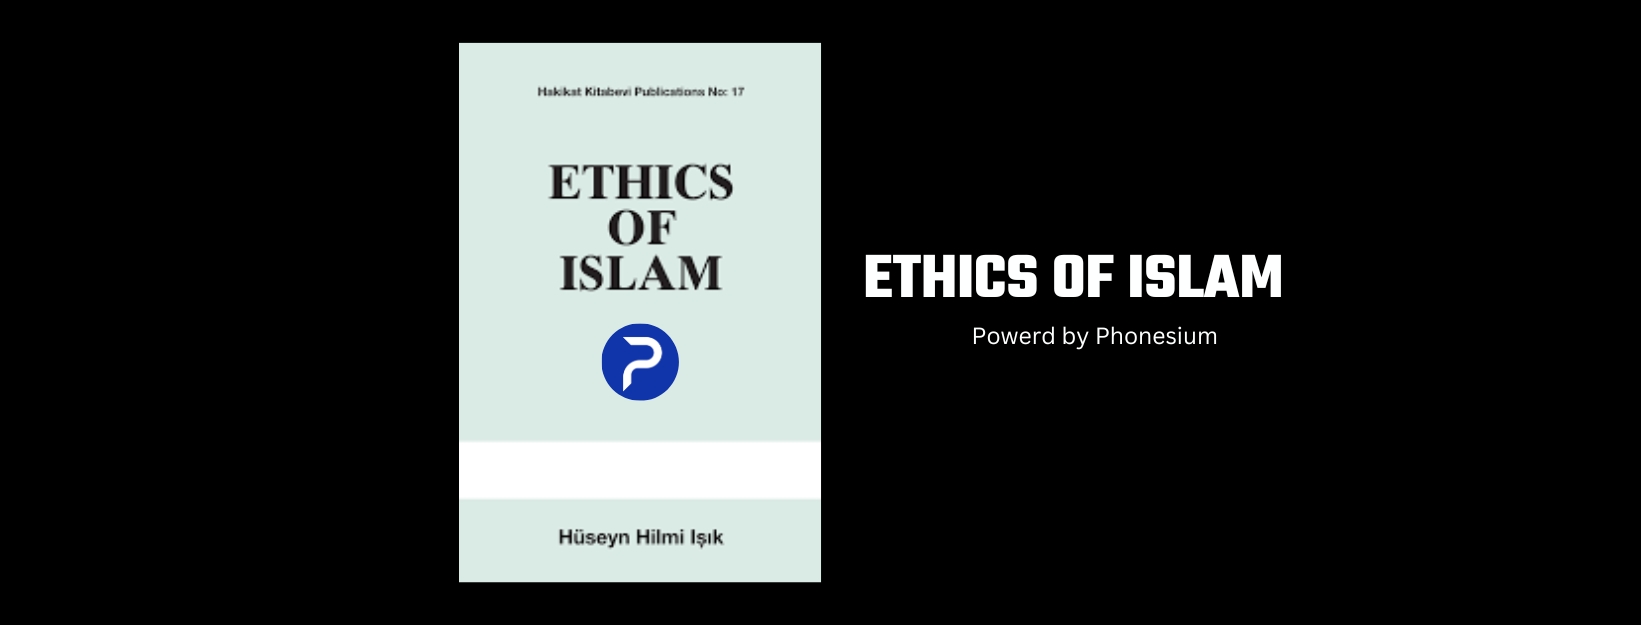 Hakikat Kitabevi Publications No: 17
ETHICS
OF
ISLAM
Hüseyn Hilmi Işık
ETHICS OF ISLAM
Powerd by Phonesium